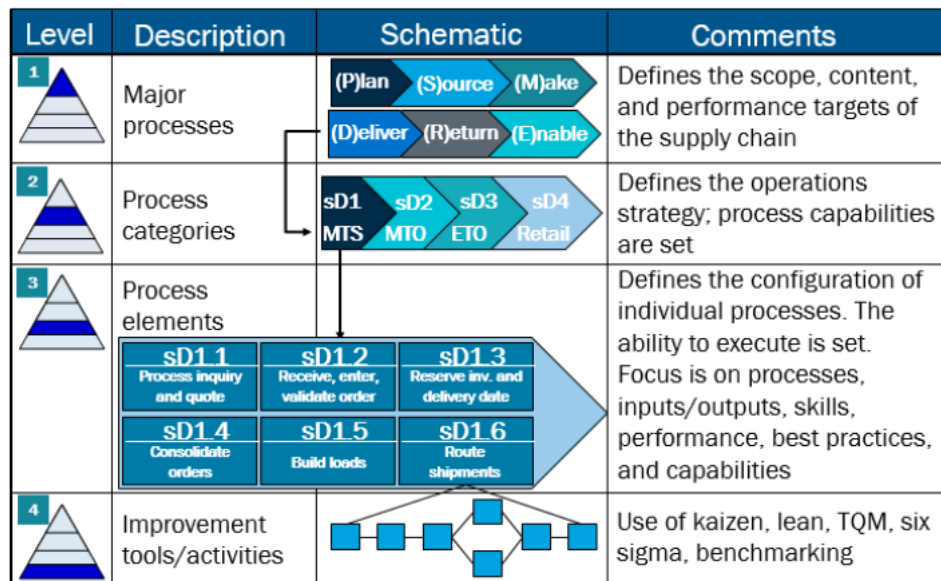 Level Description Schematic Comments
1
Major
processes
(P)lan (S)ource (M)ake
(D)eliver (R)eturn (E)nable
Defines the scope, content,
and performance targets of
the supply chain
2
Process
categories
sD1 sD2 sD3 sD4
MTS MTO ETO Retail
Defines the operations
strategy; process capabilities
are set
3
Process
elements
sD1.1 sD1.2 sD1.3
Process inquiry Receive, enter, Reserve inv. and
and quote validate order delivery date
sD1.4 sD1.5 sD1.6
Consolidate Build loads Route
orders shipments
Defines the configuration of
individual processes. The
ability to execute is set.
Focus is on processes,
inputs/outputs, skills,
performance, best practices,
and capabilities
4
Improvement
tools/activities
Use of kaizen, lean, TQM, six
sigma, benchmarking